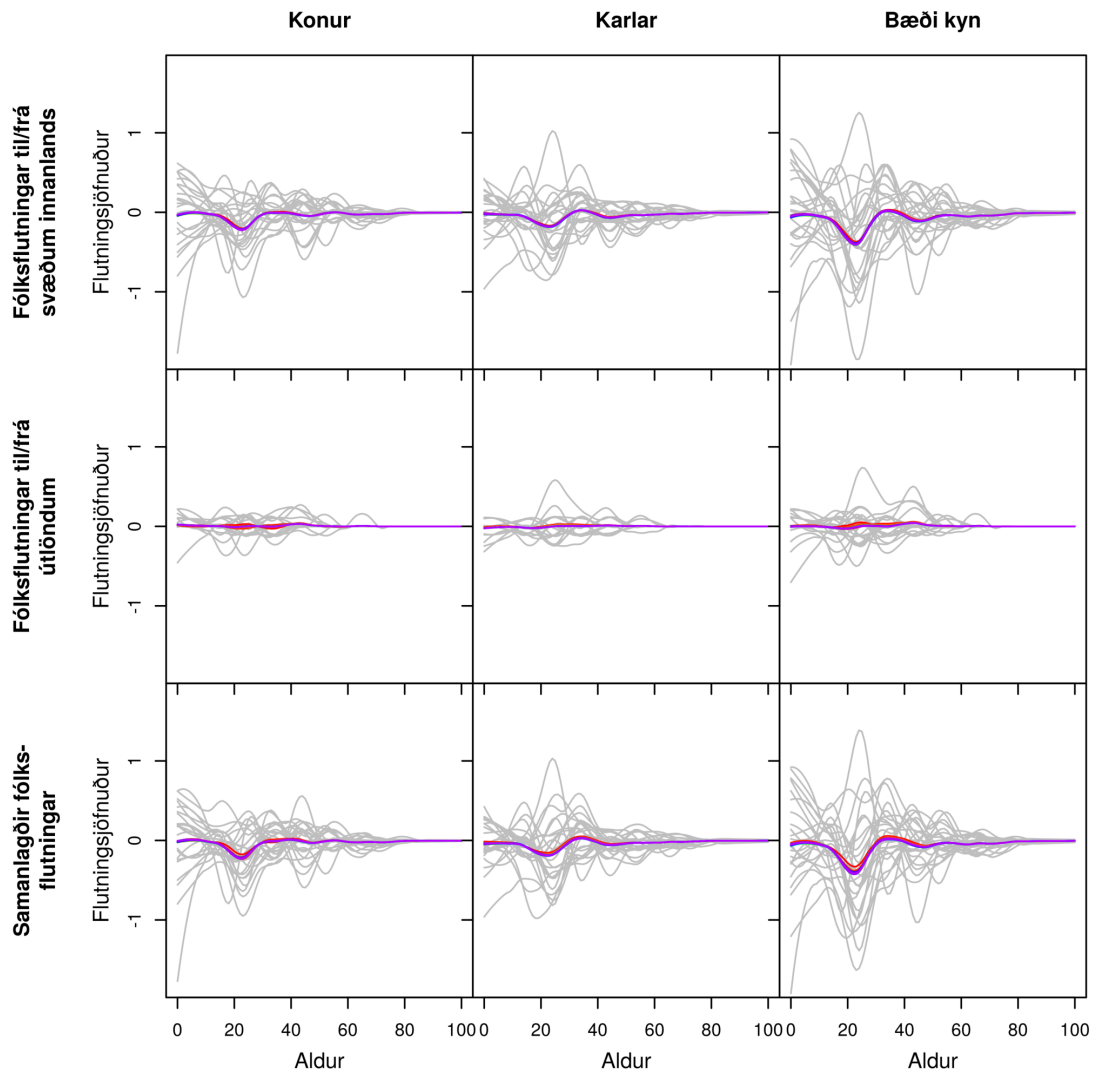 Konur Karlar Bæði kyn
Fólksflutningar til/frá
svæðum innanlands
Flutningsjöfnuður
1
0
-1
Fólksflutningar til/frá
útlöndum
Flutningsjöfnuður
1
0
-1
Samanlagðir fólks-
flutningar
Flutningsjöfnuður
1
0
-1
0 20 40 60 80 100 0 20 40 60 80 100 0 20 40 60 80 100
Aldur Aldur Aldur